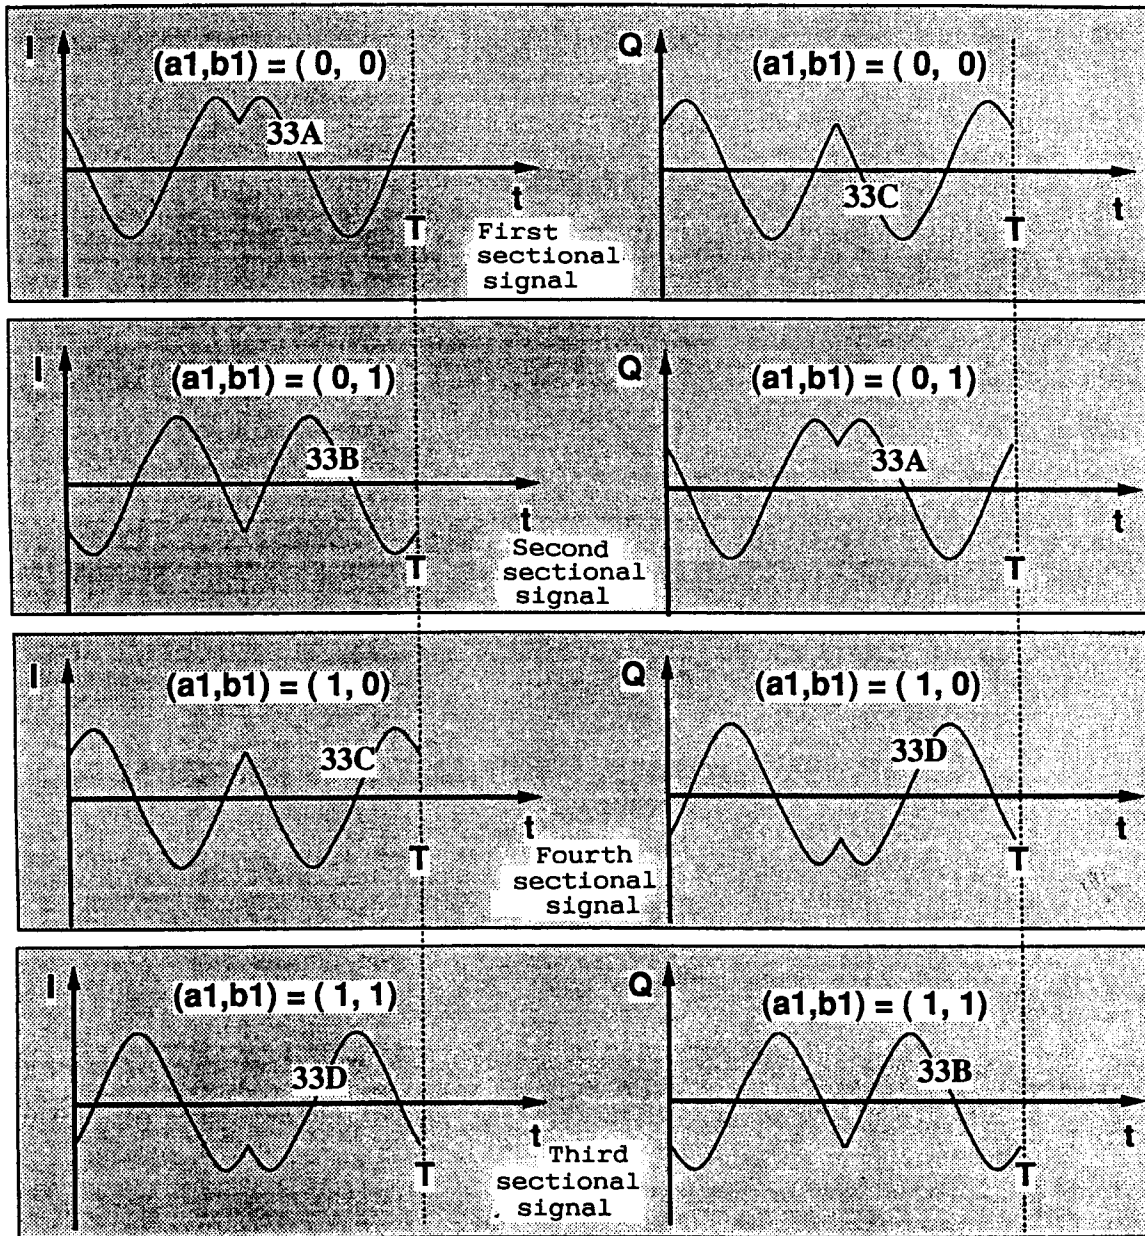 I
(a1,b1) = ( 0, 0)
33A
t
T
First
sectional
signal
Q
(a1,b1) = ( 0, 0)
33C
t
T
I
(a1,b1) = ( 0, 1)
33B
t
T
Second
sectional
signal
Q
(a1,b1) = ( 0, 1)
33A
t
T
I
(a1,b1) = ( 1, 0)
33C
t
T
Fourth
sectional
signal
Q
(a1,b1) = ( 1, 0)
33D
t
T
I
(a1,b1) = ( 1, 1)
33D
t
T
Third
sectional
signal
Q
(a1,b1) = ( 1, 1)
33B
t
T